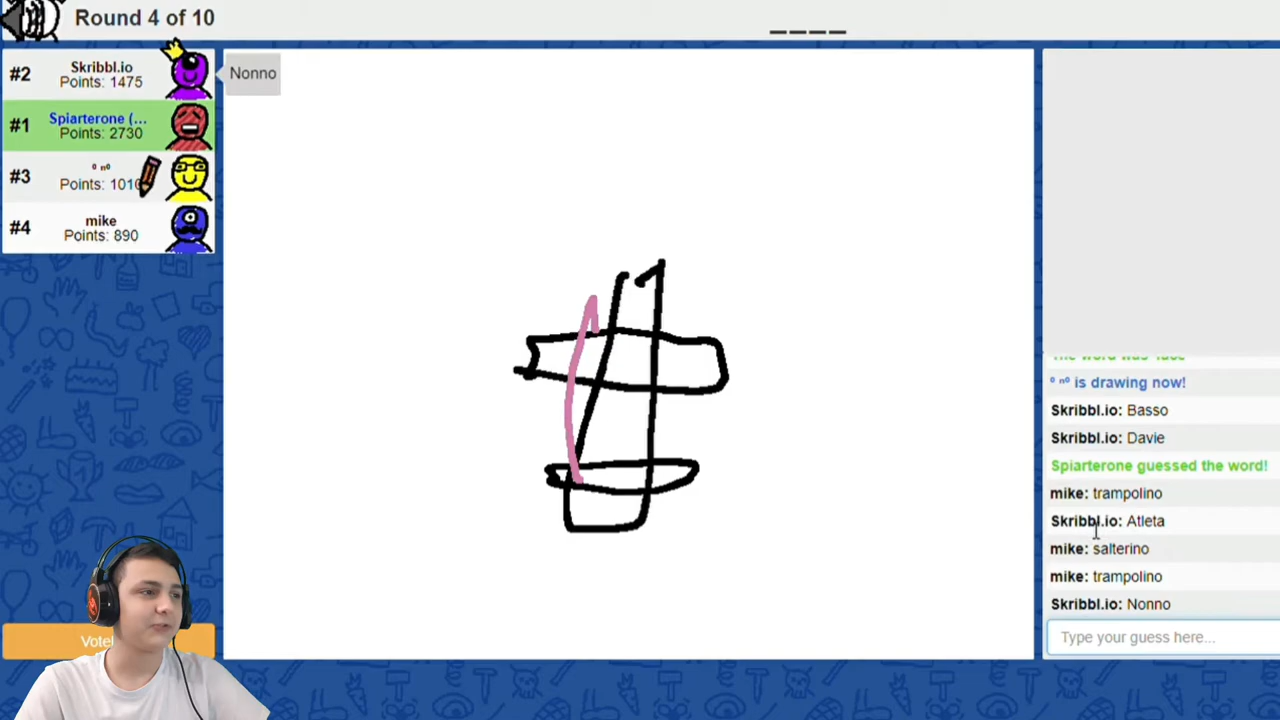 Round 4 of 10
_ _ _ _
#2
Skribbl.io
Points: 1475
Nonno
#1
Spiarterone (...
Points: 2730
#3
º nº
Points: 1010
#4
mike
Points: 890
º nº is drawing now!
Skribbl.io: Basso
Skribbl.io: Davie
Spiarterone guessed the word!
mike: trampolino
Skribbl.io: Atleta
mike: salterino
mike: trampolino
Skribbl.io: Nonno
Type your guess here...